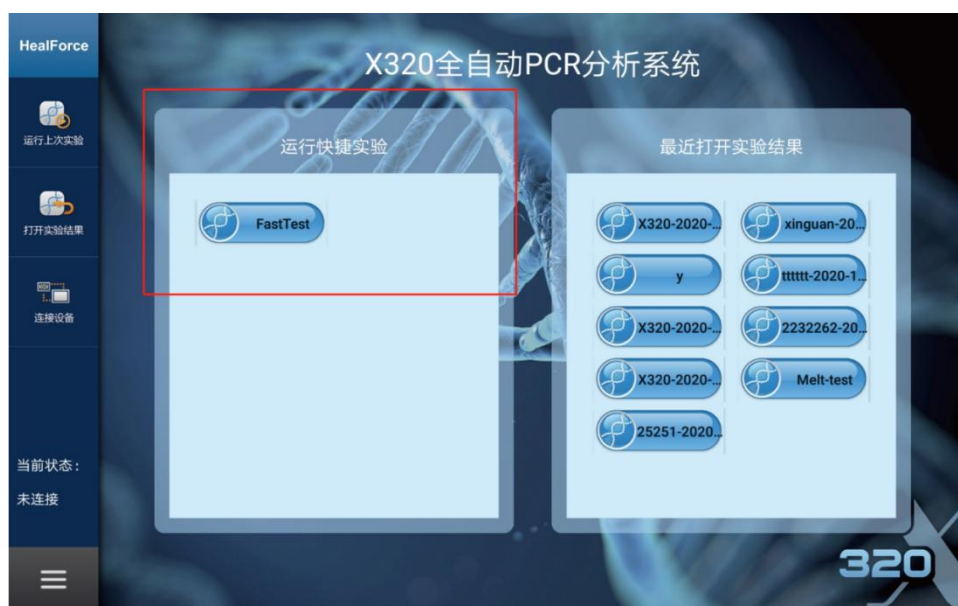 HealForce
X320全自动PCR分析系统
运行上次实验
打开实验结果
连接设备
当前状态：
未连接
运行快捷实验
FastTest
最近打开实验结果
X320-2020-...
xinguan-20...
y
tttttt-2020-1...
X320-2020-...
2232262-20...
X320-2020-...
Melt-test
25251-2020...
320